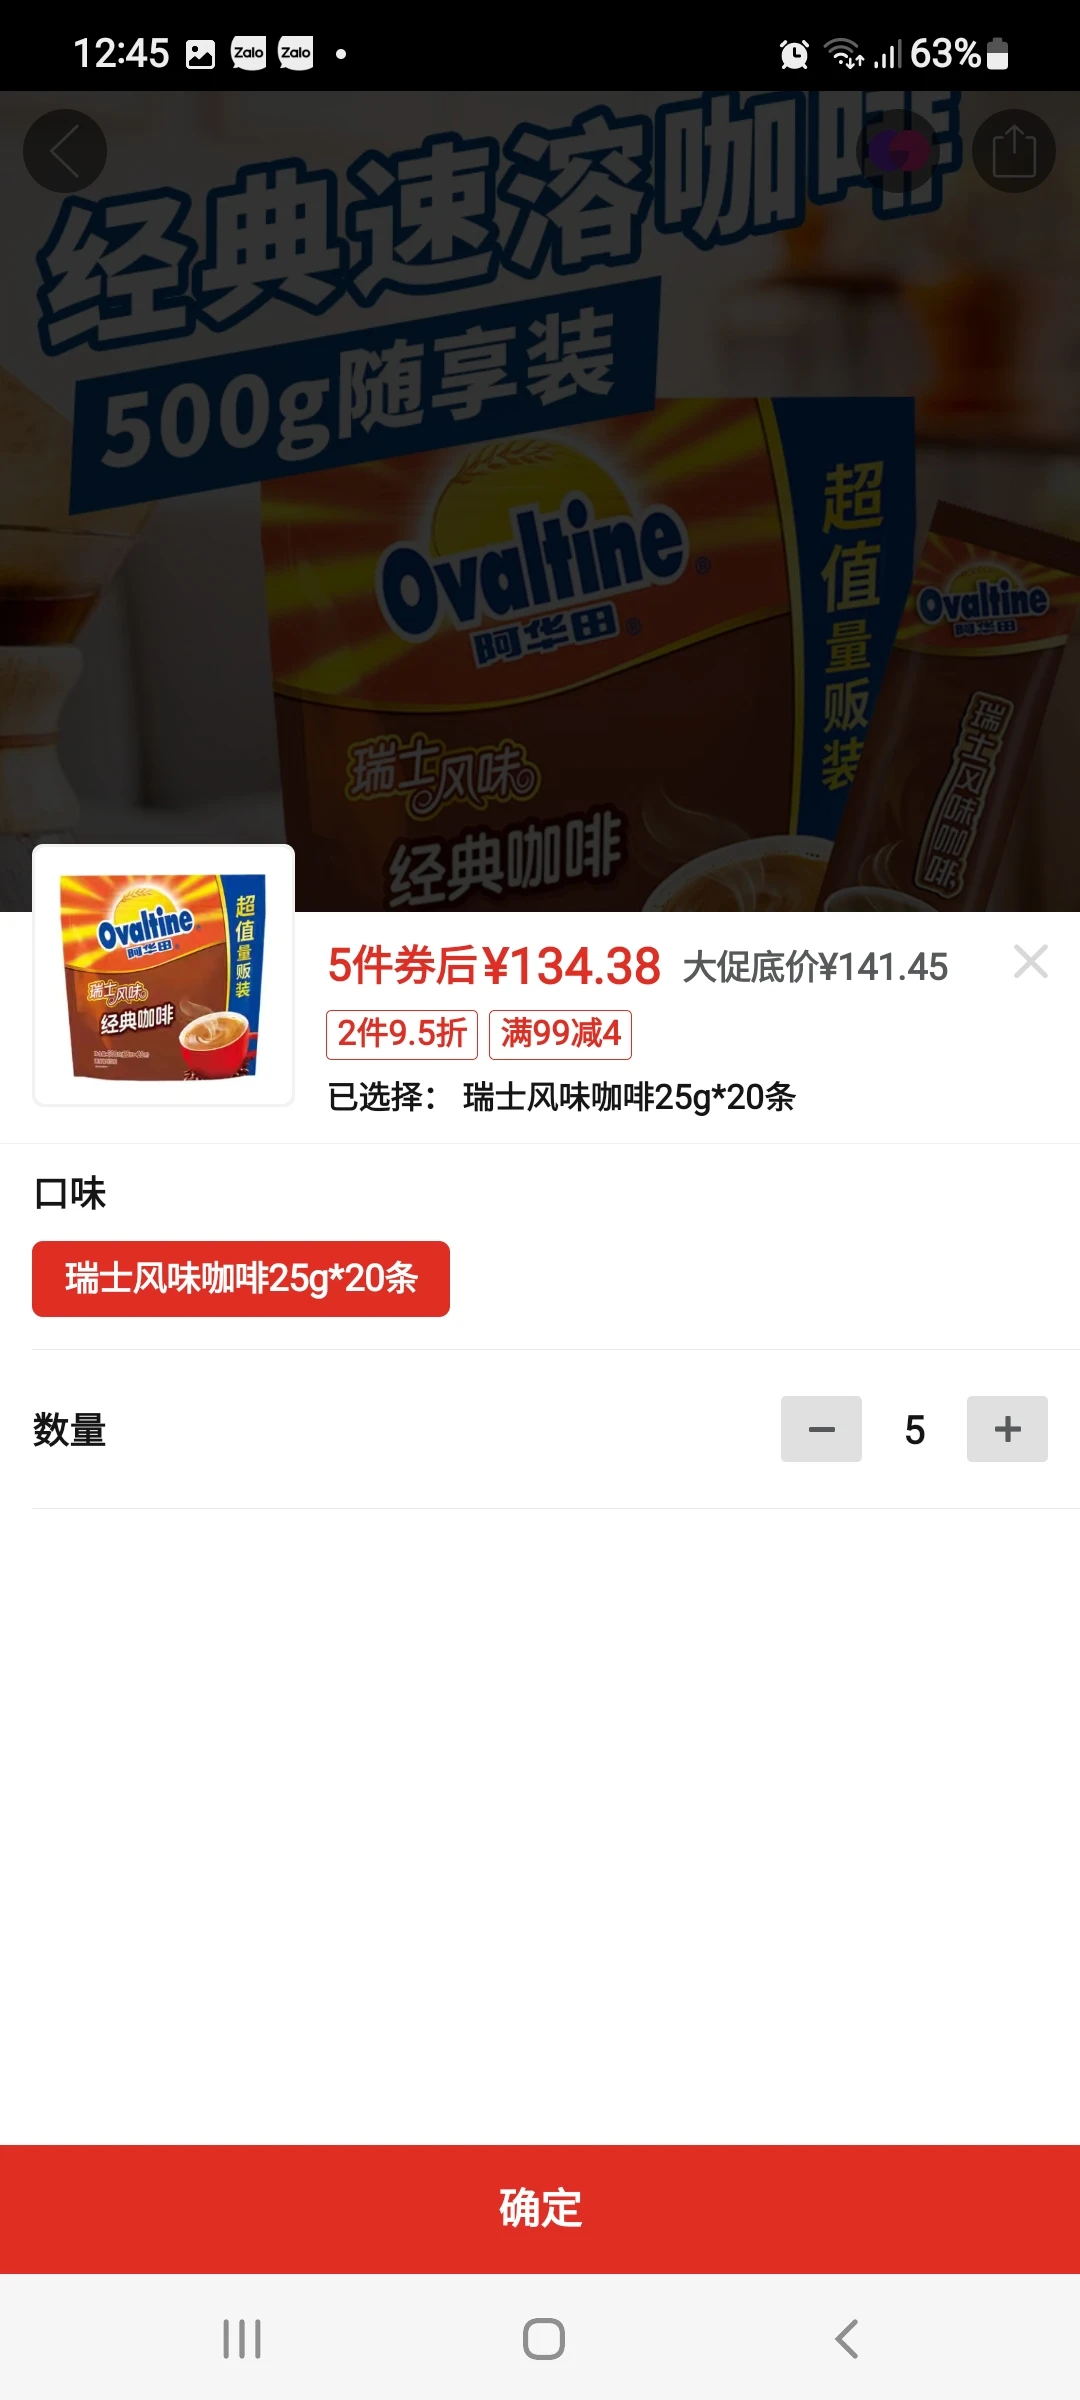 12:45 Zalo Zalo 63%
经典速溶咖啡
500g随享装
Ovaltine®
阿华田®
超值量贩装
瑞士风味
经典咖啡
Ovaltine
阿华田
瑞士风味咖啡
Ovaltine
阿华田
超值量贩装
瑞士风味
经典咖啡
5件券后¥134.38 大促底价¥141.45
2件9.5折 满99减4
已选择： 瑞士风味咖啡25g*20条
口味
瑞士风味咖啡25g*20条
数量 5
确定